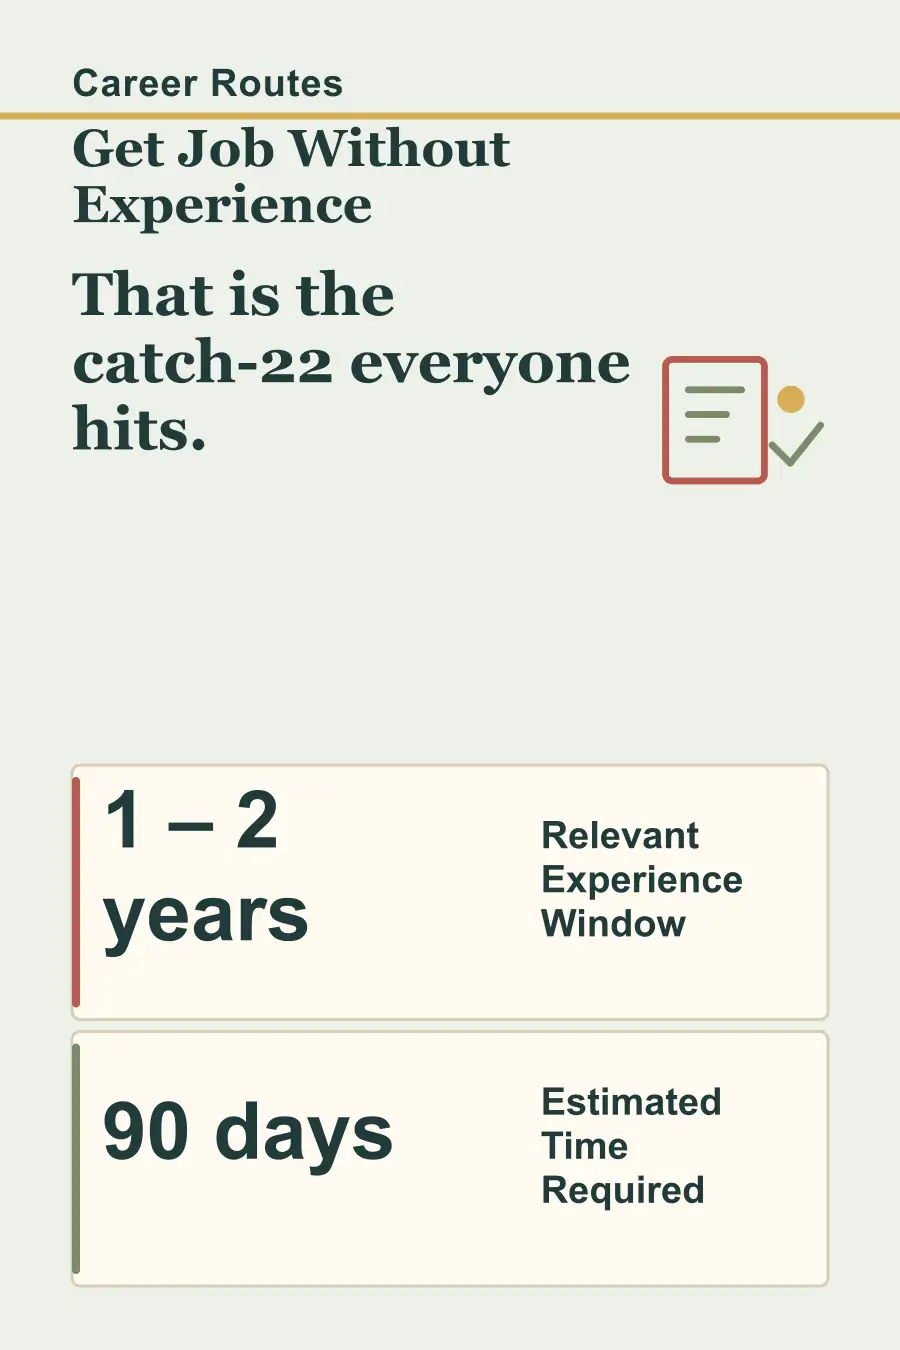 Career Routes
Get Job Without
Experience
That is the
catch-22 everyone
hits.
1 – 2
years
Relevant
Experience
Window
90 days
Estimated
Time
Required